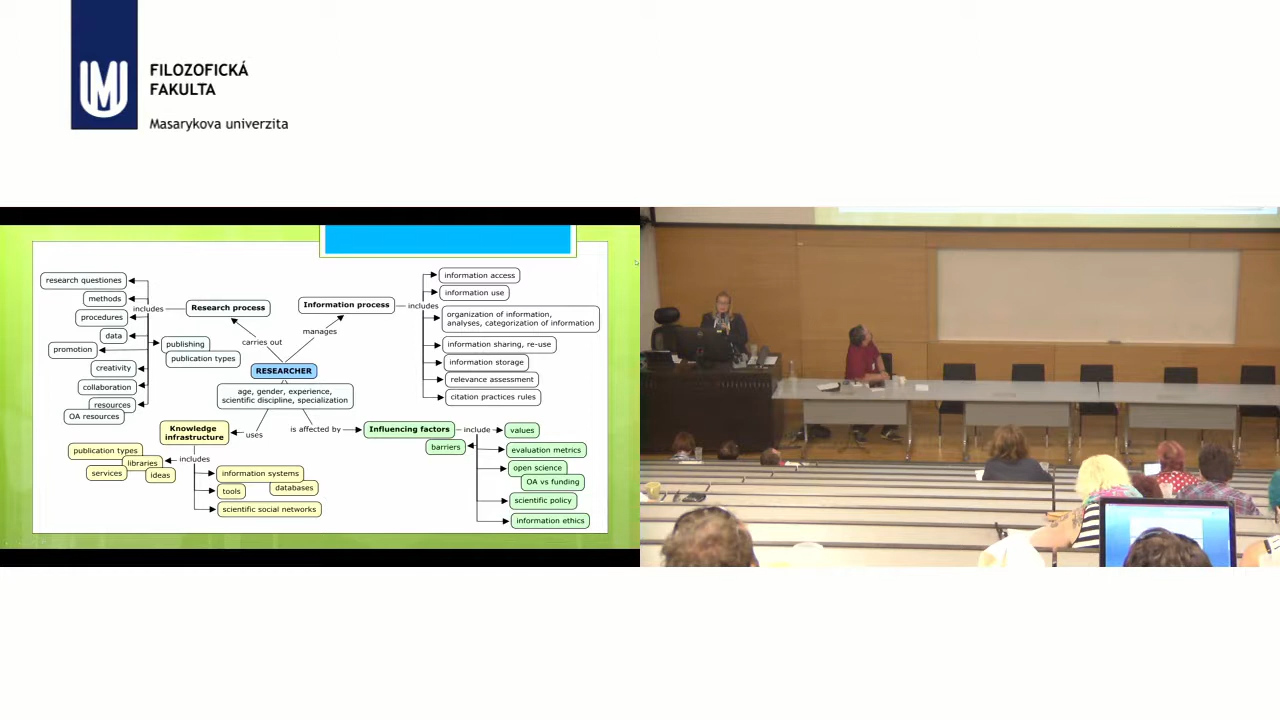 FILOZOFICKÁ
FAKULTA
Masarykova univerzita
research questiones
methods
procedures
data
promotion
creativity
collaboration
resources
OA resources
includes
publishing
publication types
Research process
carries out
Information process
manages
includes
information access
information use
organization of information,
analyses, categorization of information
information sharing, re-use
information storage
relevance assessment
citation practices rules
RESEARCHER
age, gender, experience,
scientific discipline, specialization
uses
Knowledge
infrastructure
includes
publication types
libraries
services
ideas
information systems
databases
tools
scientific social networks
is affected by
Influencing factors
include
barriers
values
evaluation metrics
open science
OA vs funding
scientific policy
information ethics